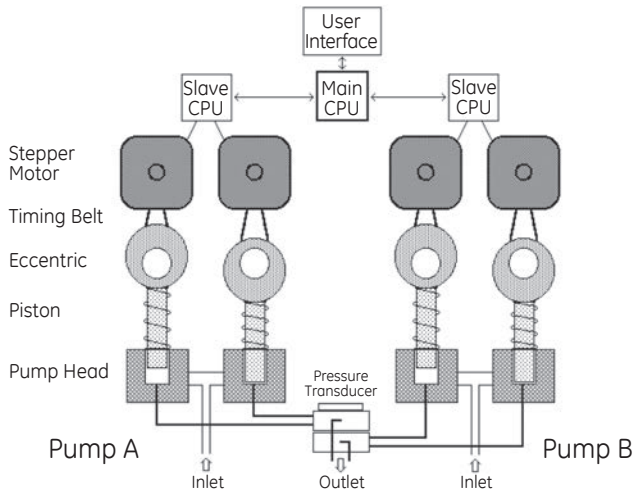 User
Interface
Slave
CPU
Main
CPU
Slave
CPU
Stepper
Motor
Timing Belt
Eccentric
Piston
Pump Head
Pressure
Transducer
Pump A
Pump B
Inlet
Outlet
Inlet